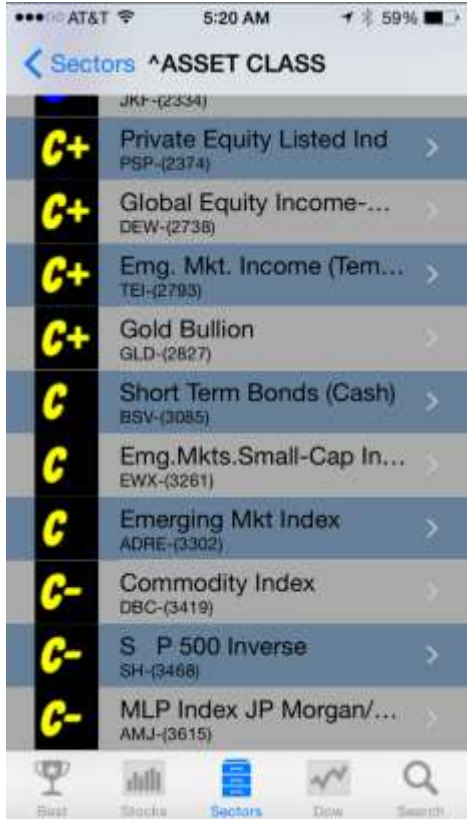 AT&T 5:20 AM 59%
Sectors ^ASSET CLASS
JKF-(2334)
C+ Private Equity Listed Ind
PSP-(2374)
C+ Global Equity Income-...
DEW-(2738)
C+ Emg. Mkt. Income (Tem...
TEI-(2793)
C+ Gold Bullion
GLD-(2827)
C Short Term Bonds (Cash)
BSV-(3085)
C Emg.Mkts.Small-Cap In...
EWX-(3261)
C Emerging Mkt Index
ADRE-(3302)
C- Commodity Index
DBC-(3419)
C- S P 500 Inverse
SH-(3468)
C- MLP Index JP Morgan/...
AMJ-(3615)
Best Stocks Sectors Dow Search